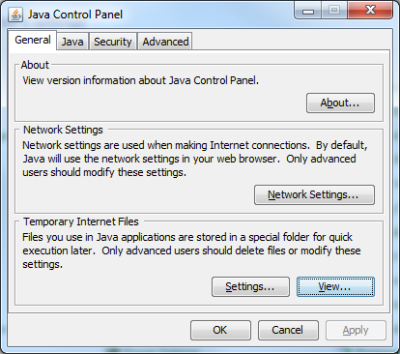 Java Control Panel
General Java Security Advanced
About
View version information about Java Control Panel.
About...
Network Settings
Network settings are used when making Internet connections. By default,
Java will use the network settings in your web browser. Only advanced
users should modify these settings.
Network Settings...
Temporary Internet Files
Files you use in Java applications are stored in a special folder for quick
execution later. Only advanced users should delete files or modify these
settings.
Settings... View...
OK Cancel Apply